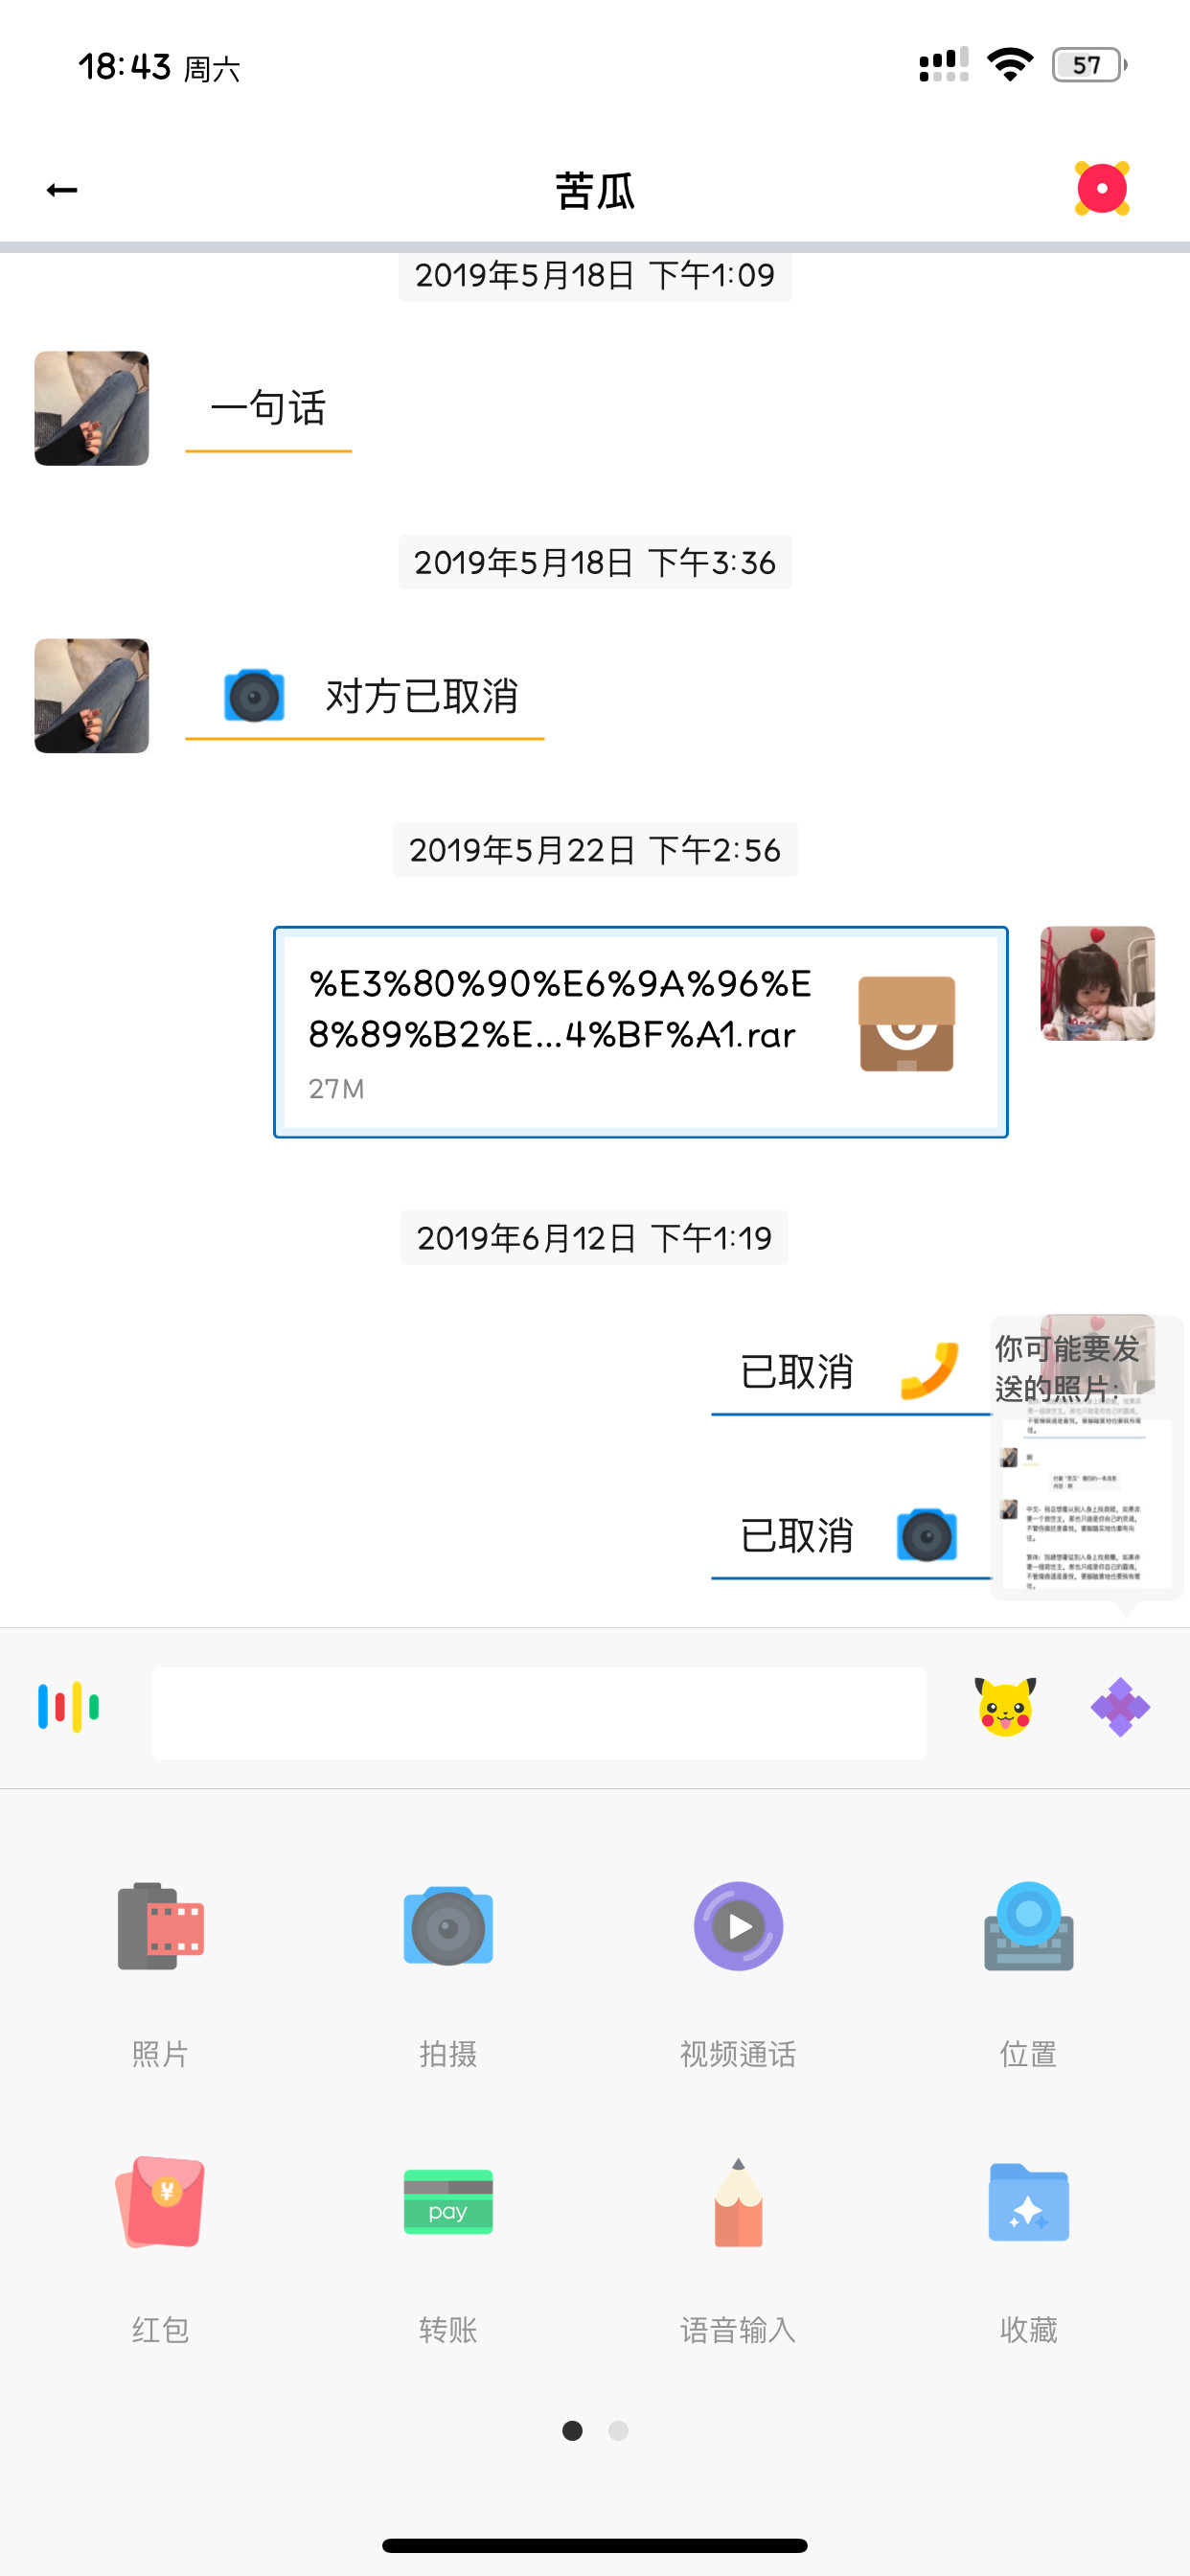 18:43 周六
57
苦瓜
2019年5月18日 下午1:09
一句话
2019年5月18日 下午3:36
对方已取消
2019年5月22日 下午2:56
%E3%80%90%E6%9A%96%E
8%89%B2%E...4%BF%A1.rar
27M
2019年6月12日 下午1:19
已取消
你可能要发
送的照片:
已取消
照片
拍摄
视频通话
位置
¥
pay
红包
转账
语音输入
收藏